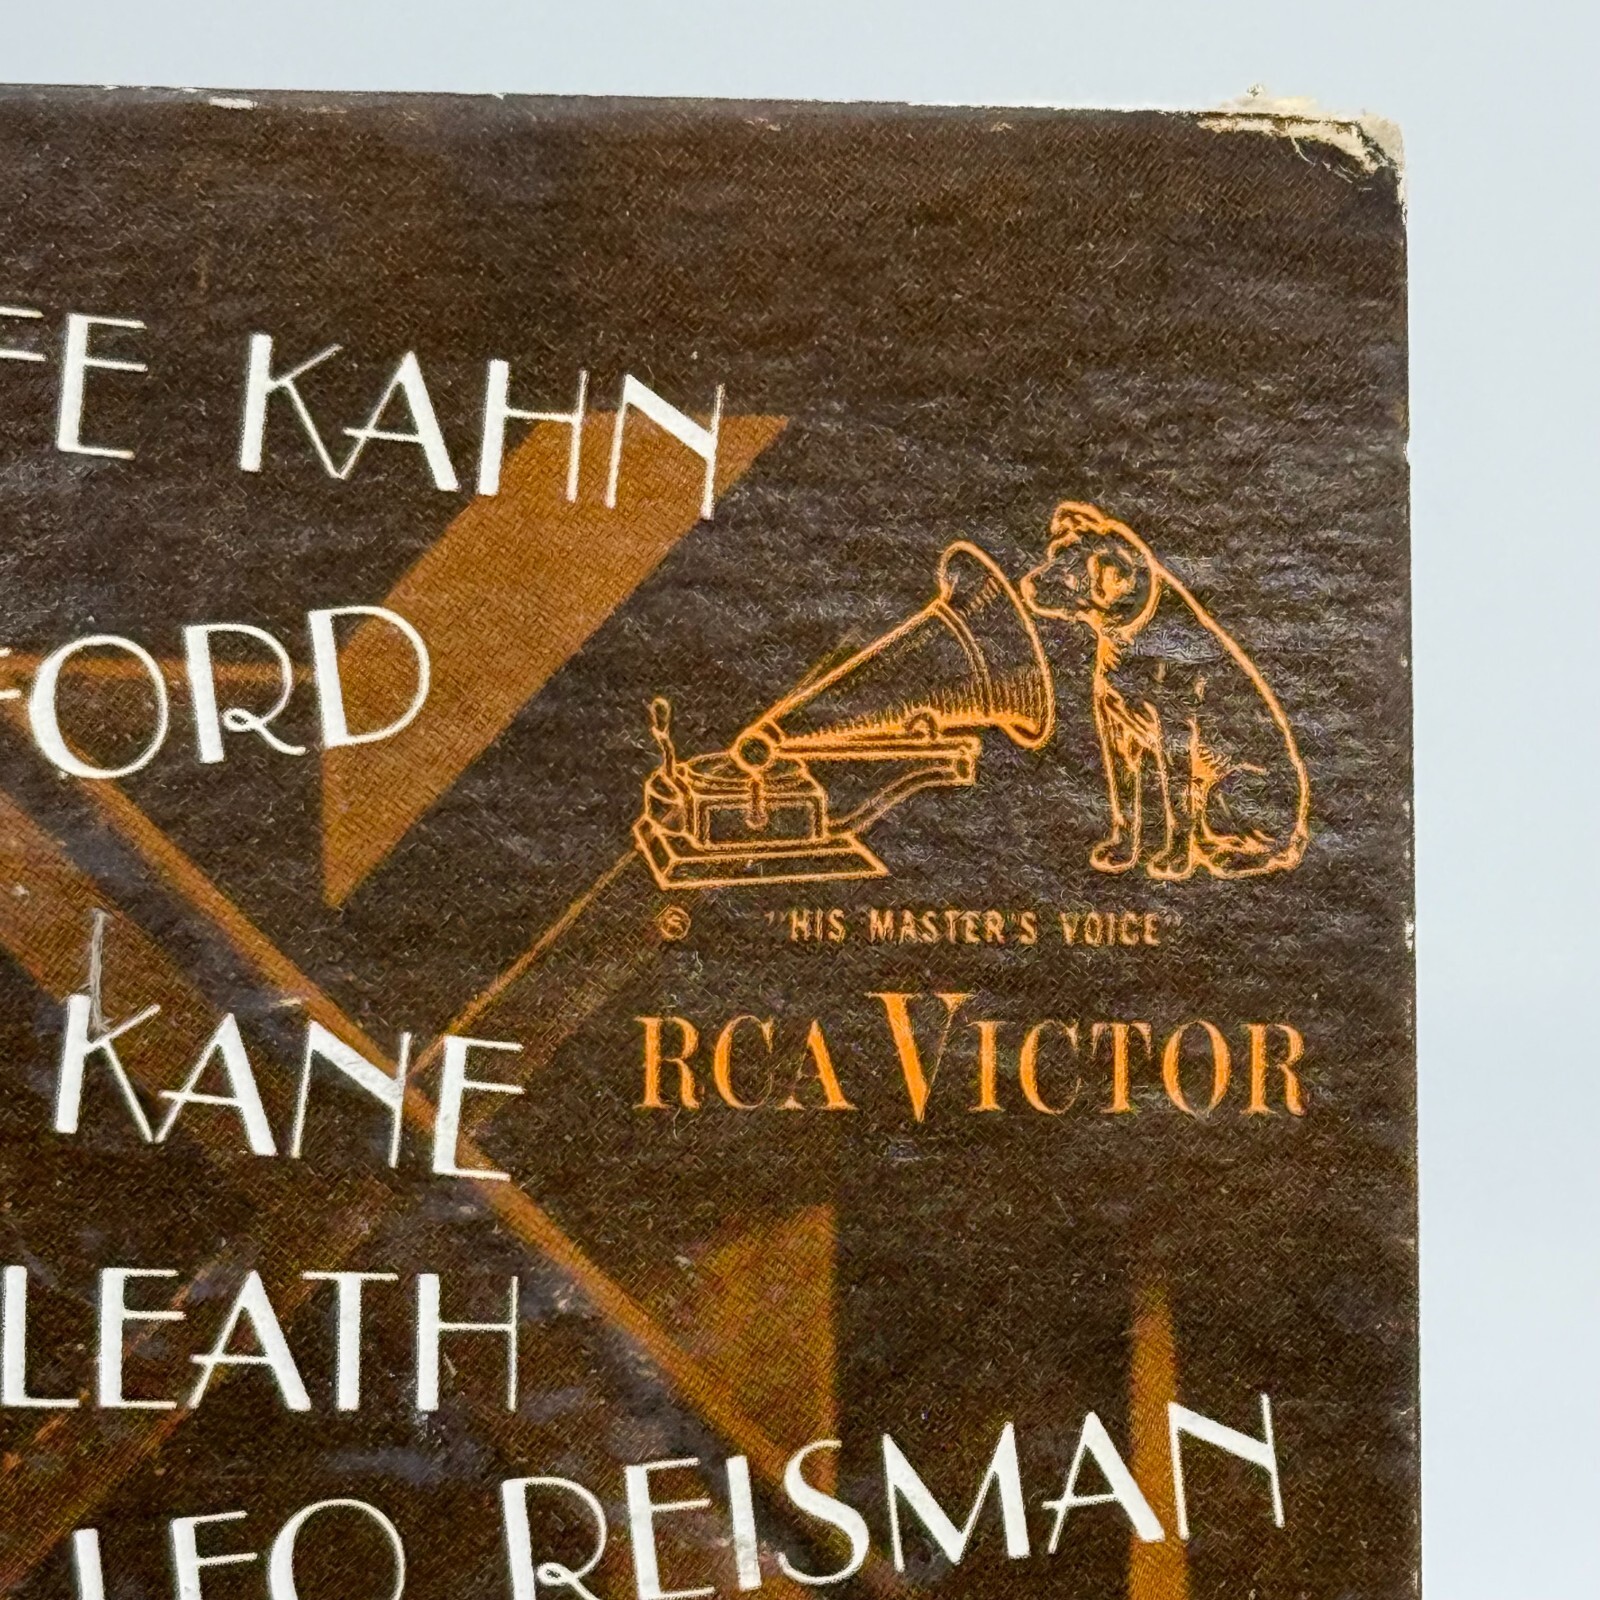 FE KAHN
FORD
® "HIS MASTER'S VOICE"
RCA VICTOR
KANE
LEATH
LEO REISMAN